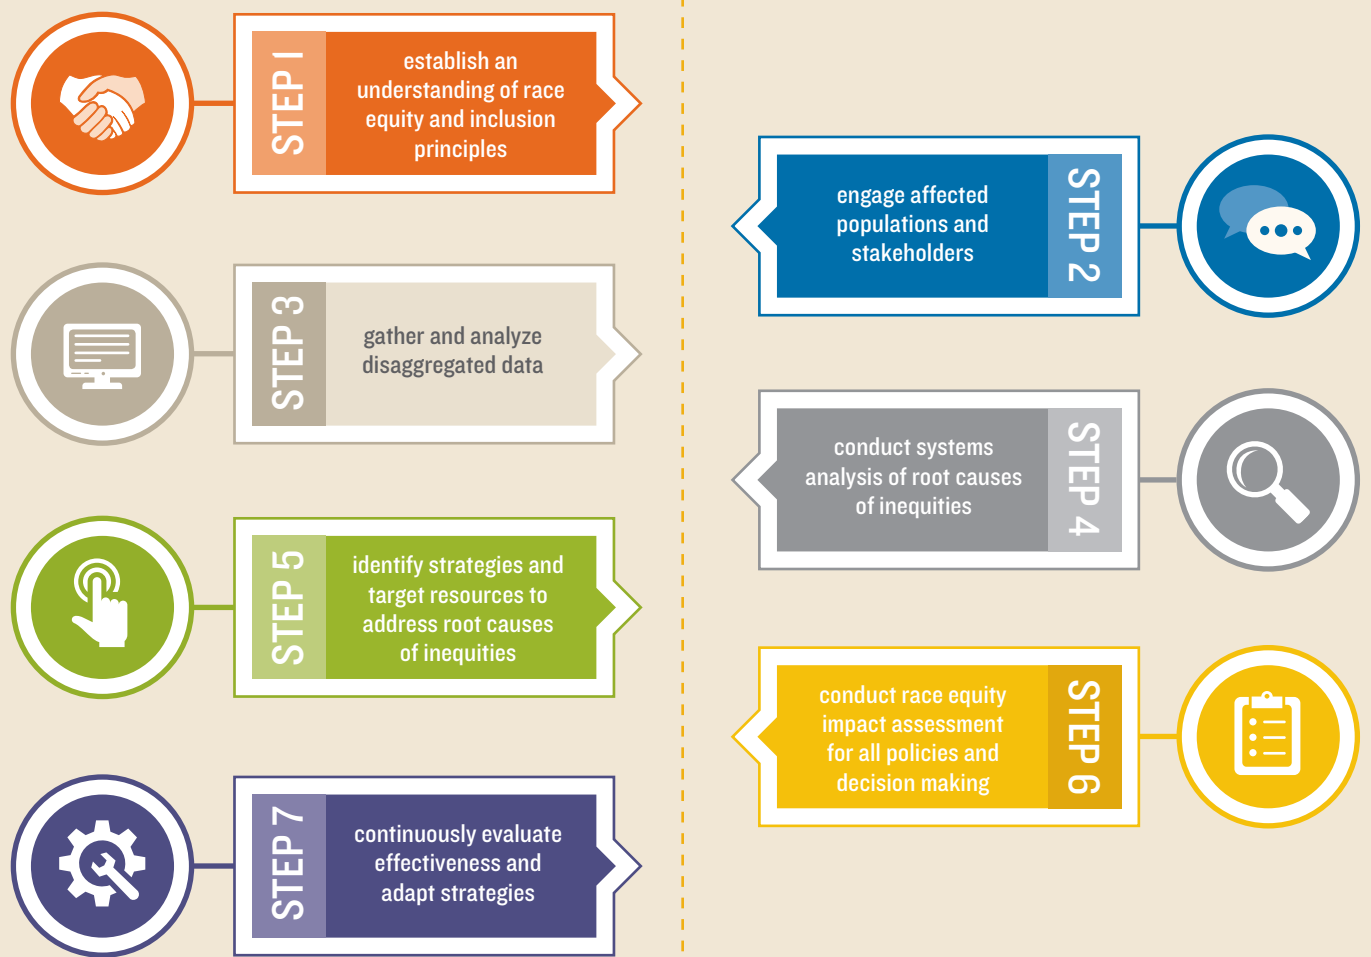 STEP 1
establish an
understanding of race
equity and inclusion
principles
STEP 2
engage affected
populations and
stakeholders
STEP 3
gather and analyze
disaggregated data
STEP 4
conduct systems
analysis of root causes
of inequities
STEP 5
identify strategies and
target resources to
address root causes
of inequities
STEP 6
conduct race equity
impact assessment
for all policies and
decision making
STEP 7
continuously evaluate
effectiveness and
adapt strategies